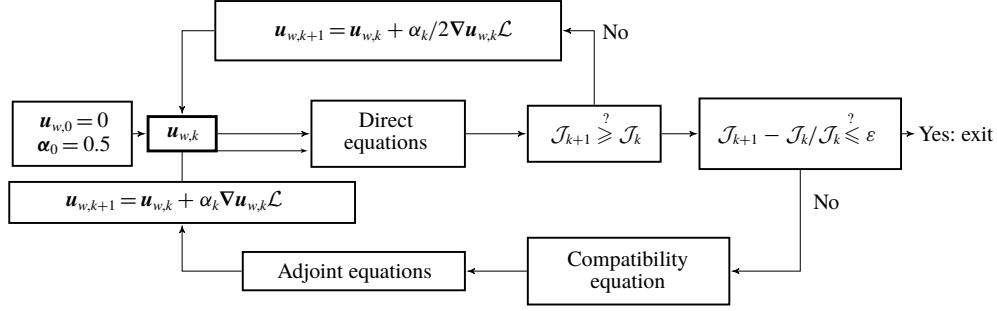 𝒖_{w,k+1} = 𝒖_{w,k} + α_k/2∇𝒖_{w,k}ℒ
No
𝒖_{w,0} = 0
α_0 = 0.5
𝒖_{w,k}
Direct
equations
𝒥_{k+1} ⩾^? 𝒥_k
𝒥_{k+1} − 𝒥_k/𝒥_k ⩽^? ε
Yes: exit
𝒖_{w,k+1} = 𝒖_{w,k} + α_k∇𝒖_{w,k}ℒ
No
Adjoint equations
Compatibility
equation